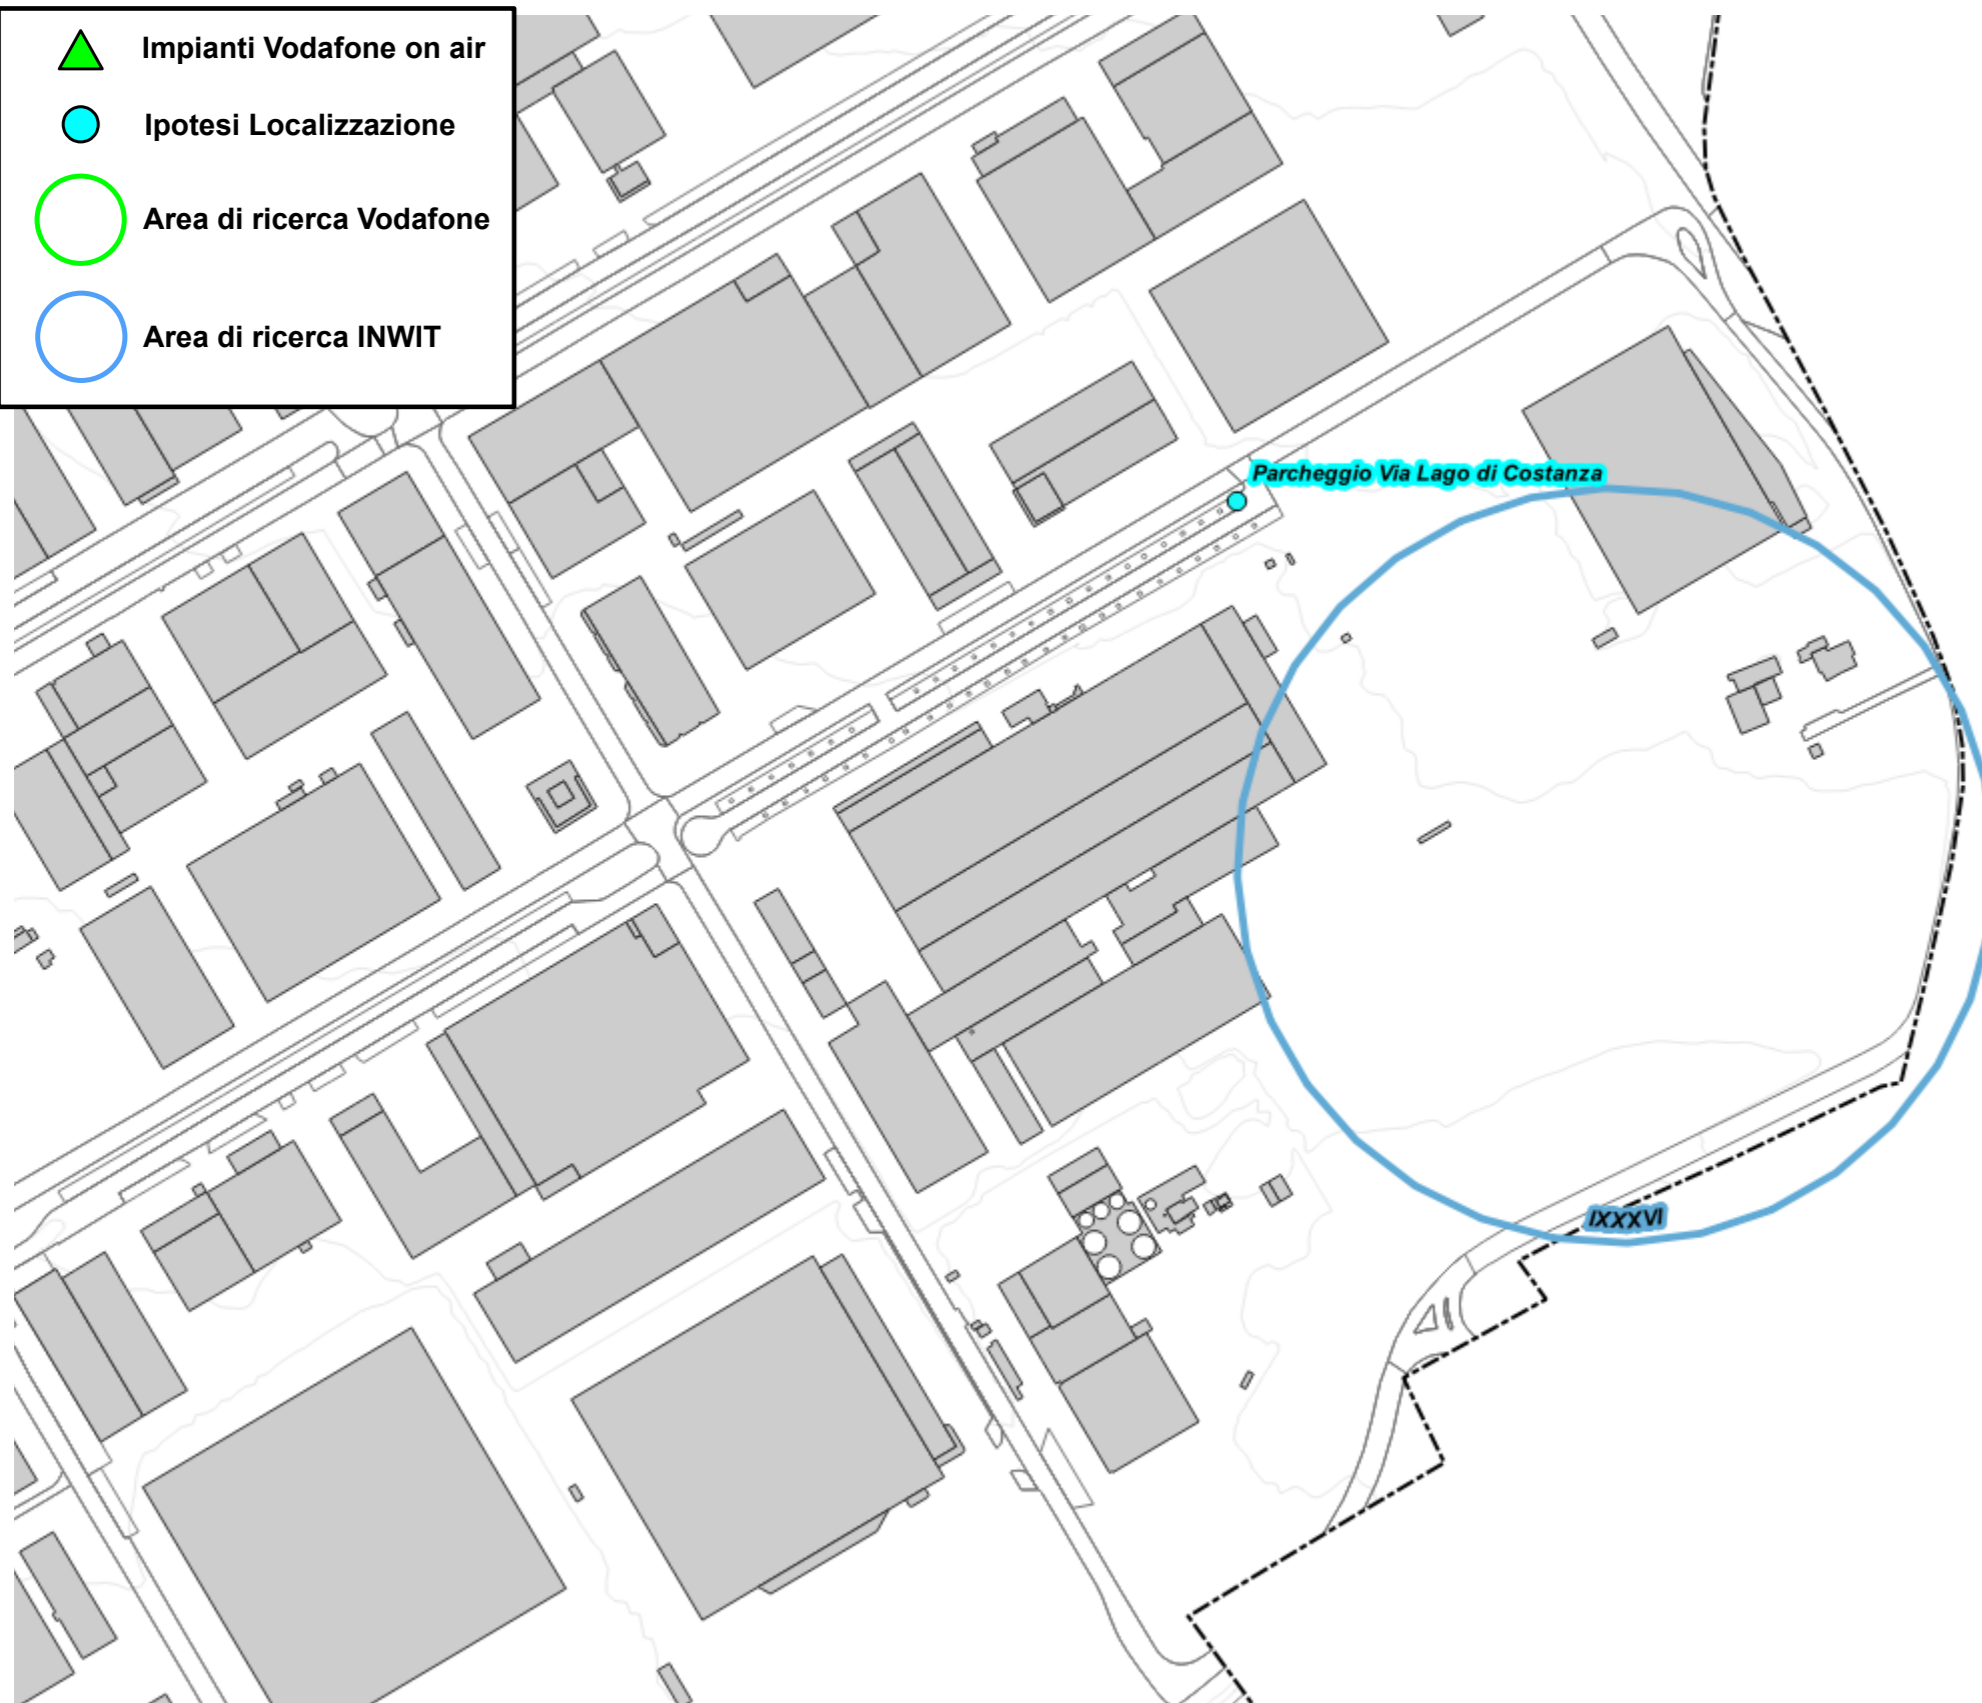 Impianti Vodafone on air
Ipotesi Localizzazione
Area di ricerca Vodafone
Area di ricerca INWIT
Parcheggio Via Lago di Costanza
IXXXVI